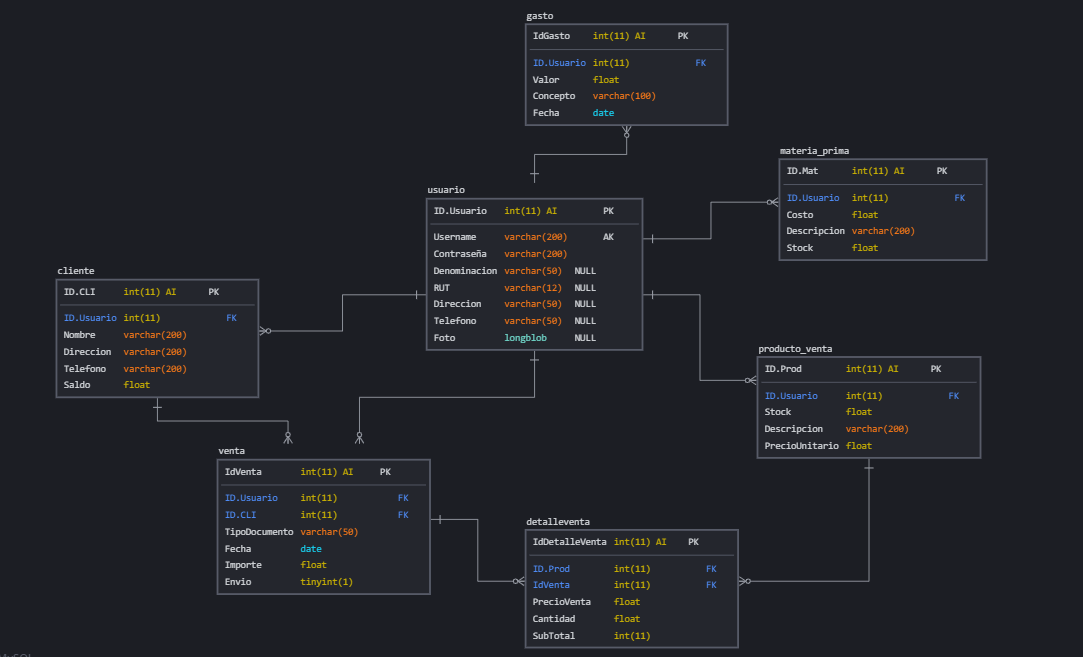 gasto
IdGasto int(11) AI PK
ID.Usuario int(11) FK
Valor float
Concepto varchar(100)
Fecha date
materia_prima
ID.Mat int(11) AI PK
ID.Usuario int(11) FK
Costo float
Descripcion varchar(200)
Stock float
usuario
ID.Usuario int(11) AI PK
Username varchar(200) AK
Contraseña varchar(200)
Denominacion varchar(50) NULL
RUT varchar(12) NULL
Direccion varchar(50) NULL
Telefono varchar(50) NULL
Foto longblob NULL
cliente
ID.CLI int(11) AI PK
ID.Usuario int(11) FK
Nombre varchar(200)
Direccion varchar(200)
Telefono varchar(200)
Saldo float
producto_venta
ID.Prod int(11) AI PK
ID.Usuario int(11) FK
Stock float
Descripcion varchar(200)
PrecioUnitario float
venta
IdVenta int(11) AI PK
ID.Usuario int(11) FK
ID.CLI int(11) FK
TipoDocumento varchar(50)
Fecha date
Importe float
Envio tinyint(1)
detalleventa
IdDetalleVenta int(11) AI PK
ID.Prod int(11) FK
IdVenta int(11) FK
PrecioVenta float
Cantidad float
SubTotal int(11)